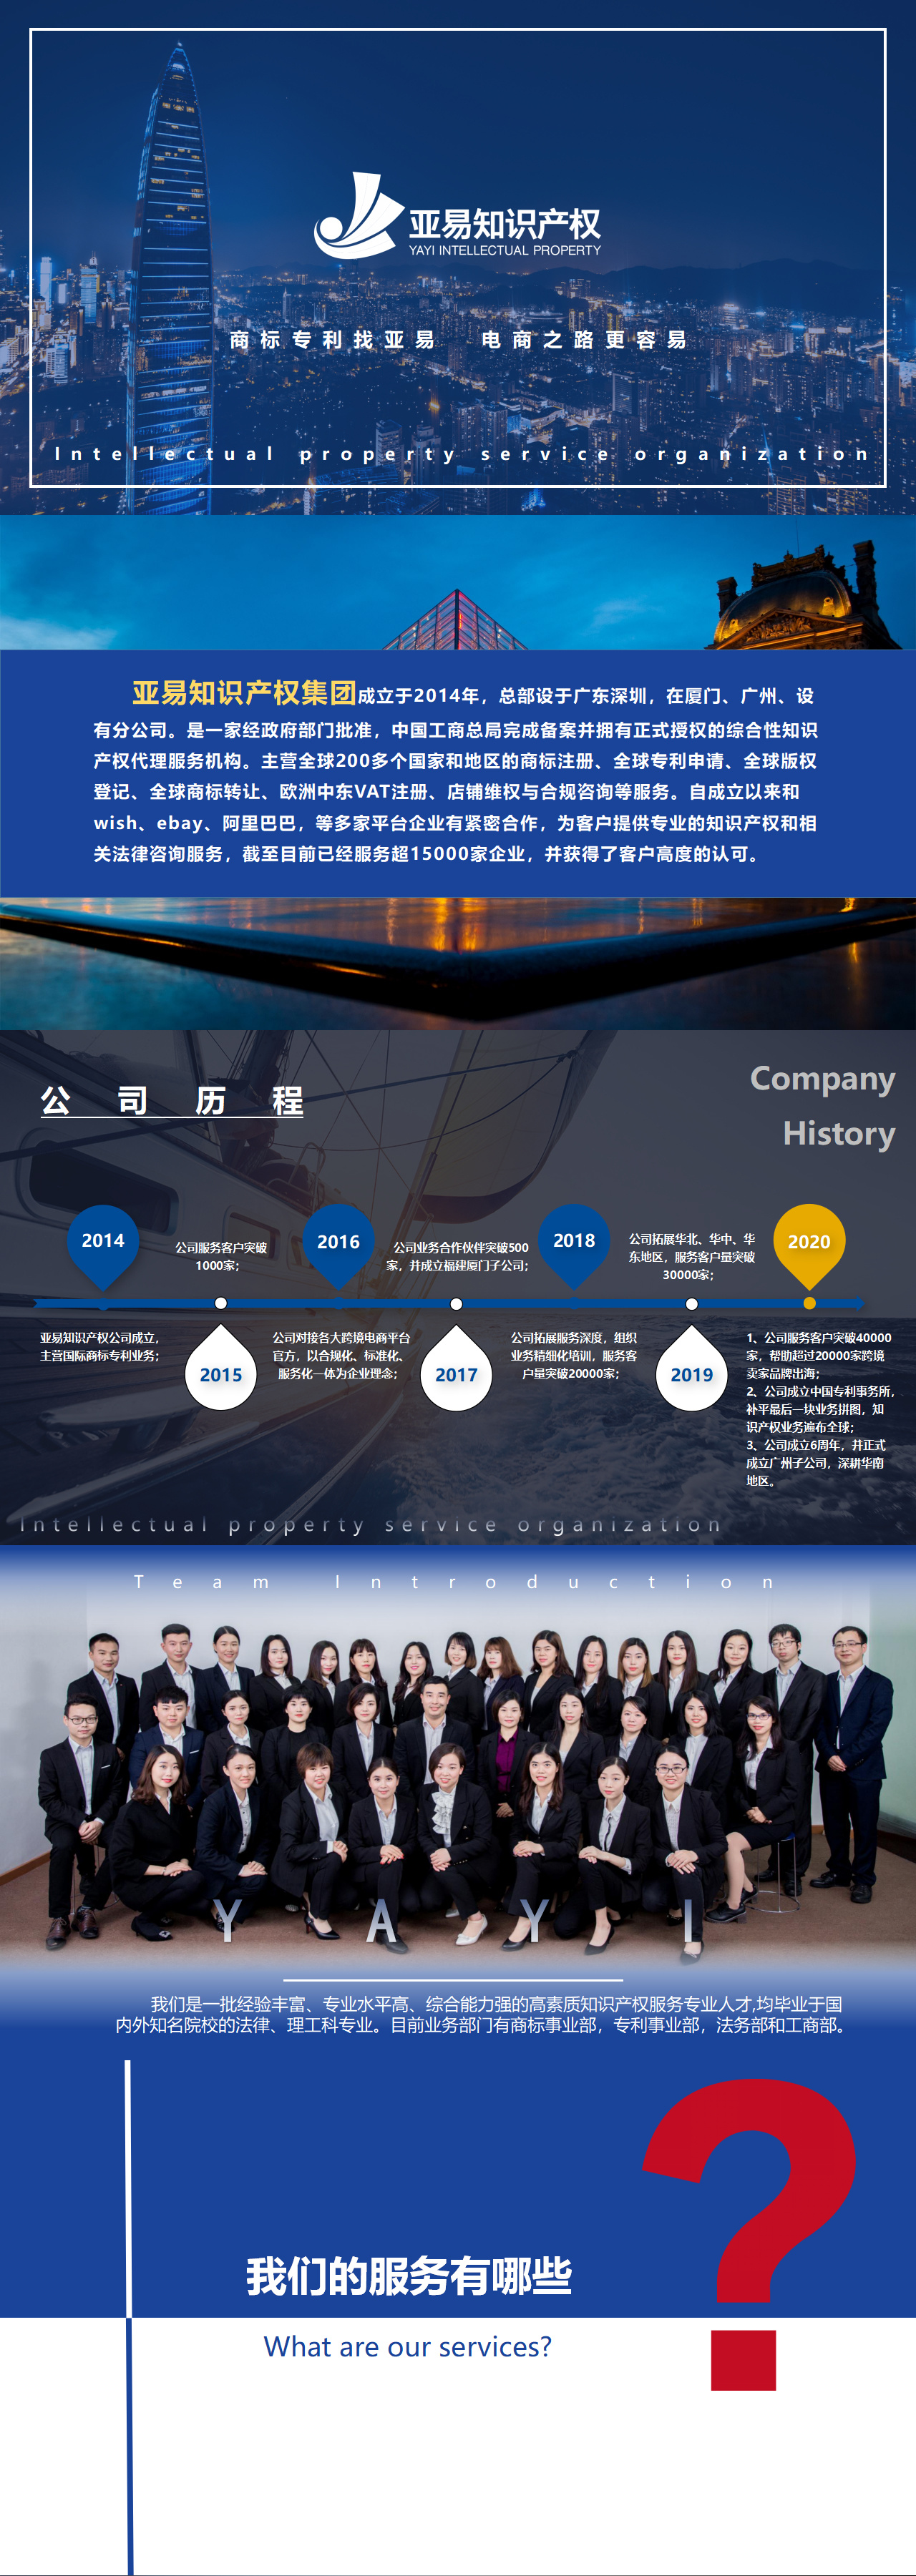 亚易知识产权
YAYI INTELLECTUAL PROPERTY
商标专利找亚易 电商之路更容易
Intellectual property service organization
亚易知识产权集团成立于2014年，总部设于广东深圳，在厦门、广州、设
有分公司。是一家经政府部门批准，中国工商总局完成备案并拥有正式授权的综合性知识
产权代理服务机构。主营全球200多个国家和地区的商标注册、全球专利申请、全球版权
登记、全球商标转让、欧洲中东VAT注册、店铺维权与合规咨询等服务。自成立以来和
wish、ebay、阿里巴巴，等多家平台企业有紧密合作，为客户提供专业的知识产权和相
关法律咨询服务，截至目前已经服务超15000家企业，并获得了客户高度的认可。
公司历程
Company
History
2014
亚易知识产权公司成立，
主营国际商标专利业务；
公司服务客户突破
1000家；
2015
2016
公司对接各大跨境电商平台
官方，以合规化、标准化、
服务化一体为企业理念；
公司业务合作伙伴突破500
家，并成立福建厦门子公司；
2017
2018
公司拓展服务深度，组织
业务精细化培训，服务客
户量突破20000家；
公司拓展华北、华中、华
东地区，服务客户量突破
30000家；
2019
2020
1、公司服务客户突破40000
家，帮助超过20000家跨境
卖家品牌出海；
2、公司成立中国专利事务所，
补平最后一块业务拼图，知
识产权业务遍布全球；
3、公司成立6周年，并正式
成立广州子公司，深耕华南
地区。
Intellectual property service organization
Team Introduction
YAYI
我们是一批经验丰富、专业水平高、综合能力强的高素质知识产权服务专业人才,均毕业于国
内外知名院校的法律、理工科专业。目前业务部门有商标事业部，专利事业部，法务部和工商部。
我们的服务有哪些
What are our services?
?